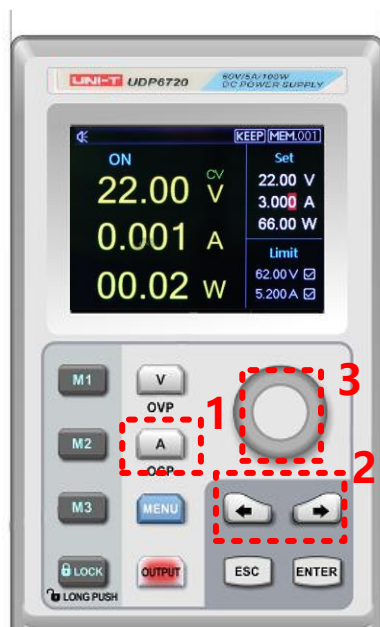 UNI-T UDP6720 60V/5A/100W
DC POWER SUPPLY
KEEP MEM.001
ON
CV
22.00 V
0.001 A
00.02 W
Set
22.00 V
3.000 A
66.00 W
Limit
62.00 V
5.200 A
M1
V
OVP
1
3
M2
A
OCP
2
M3
MENU
LOCK
OUTPUT
ESC
ENTER
LONG PUSH